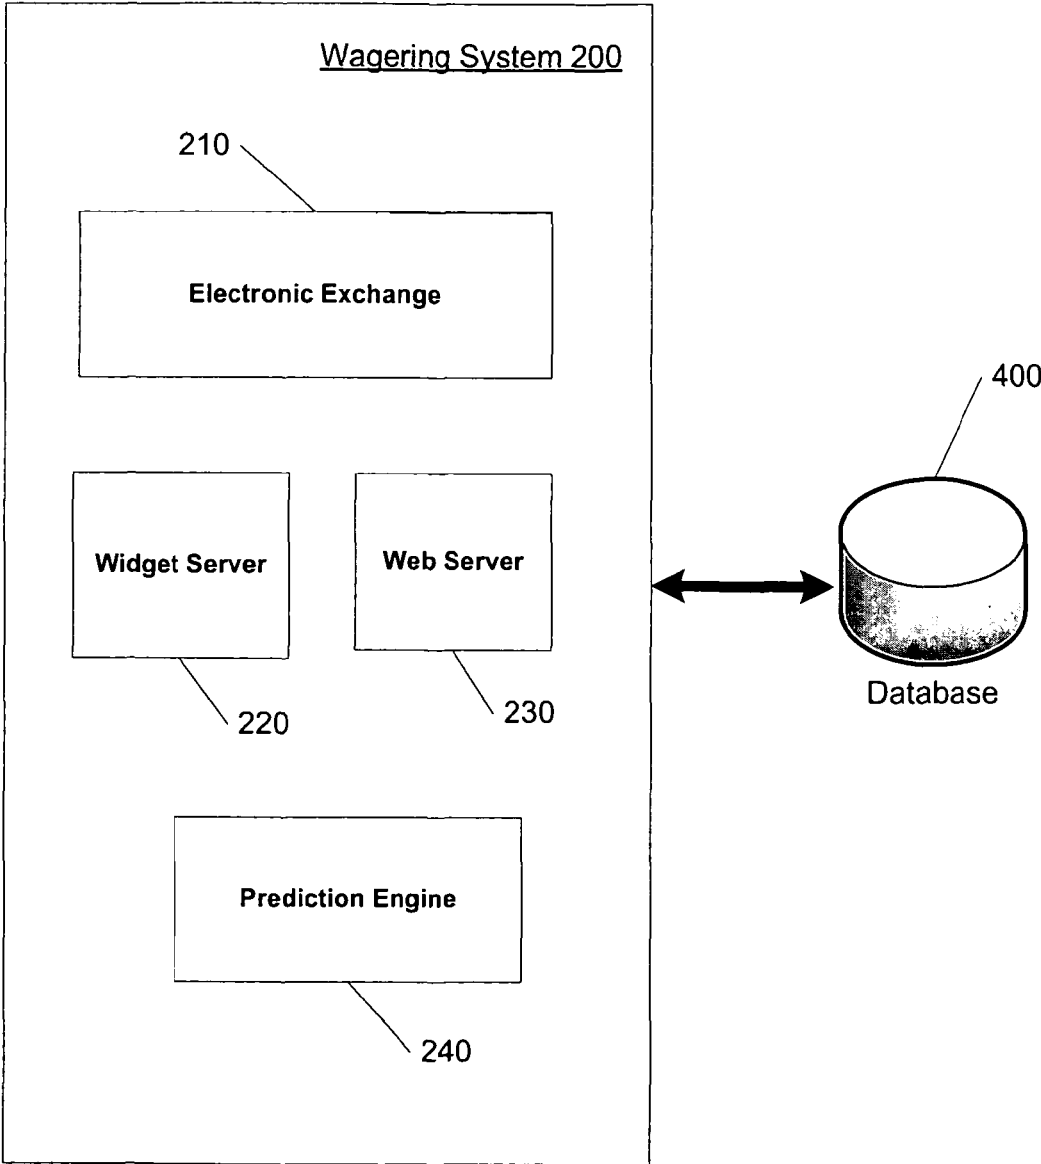 Wagering System 200
210
Electronic Exchange
400
Widget Server
Web Server
220
230
Database
Prediction Engine
240